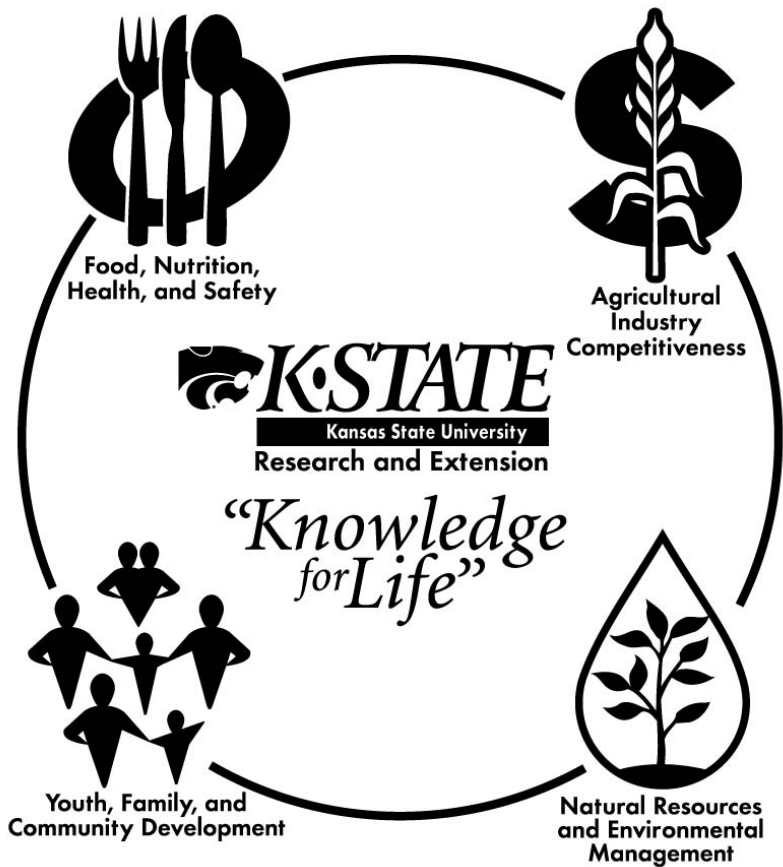 Food, Nutrition,
Health, and Safety
Agricultural
Industry
Competitiveness
K•STATE
Kansas State University
Research and Extension
“Knowledge
for Life”
Youth, Family, and
Community Development
Natural Resources
and Environmental
Management